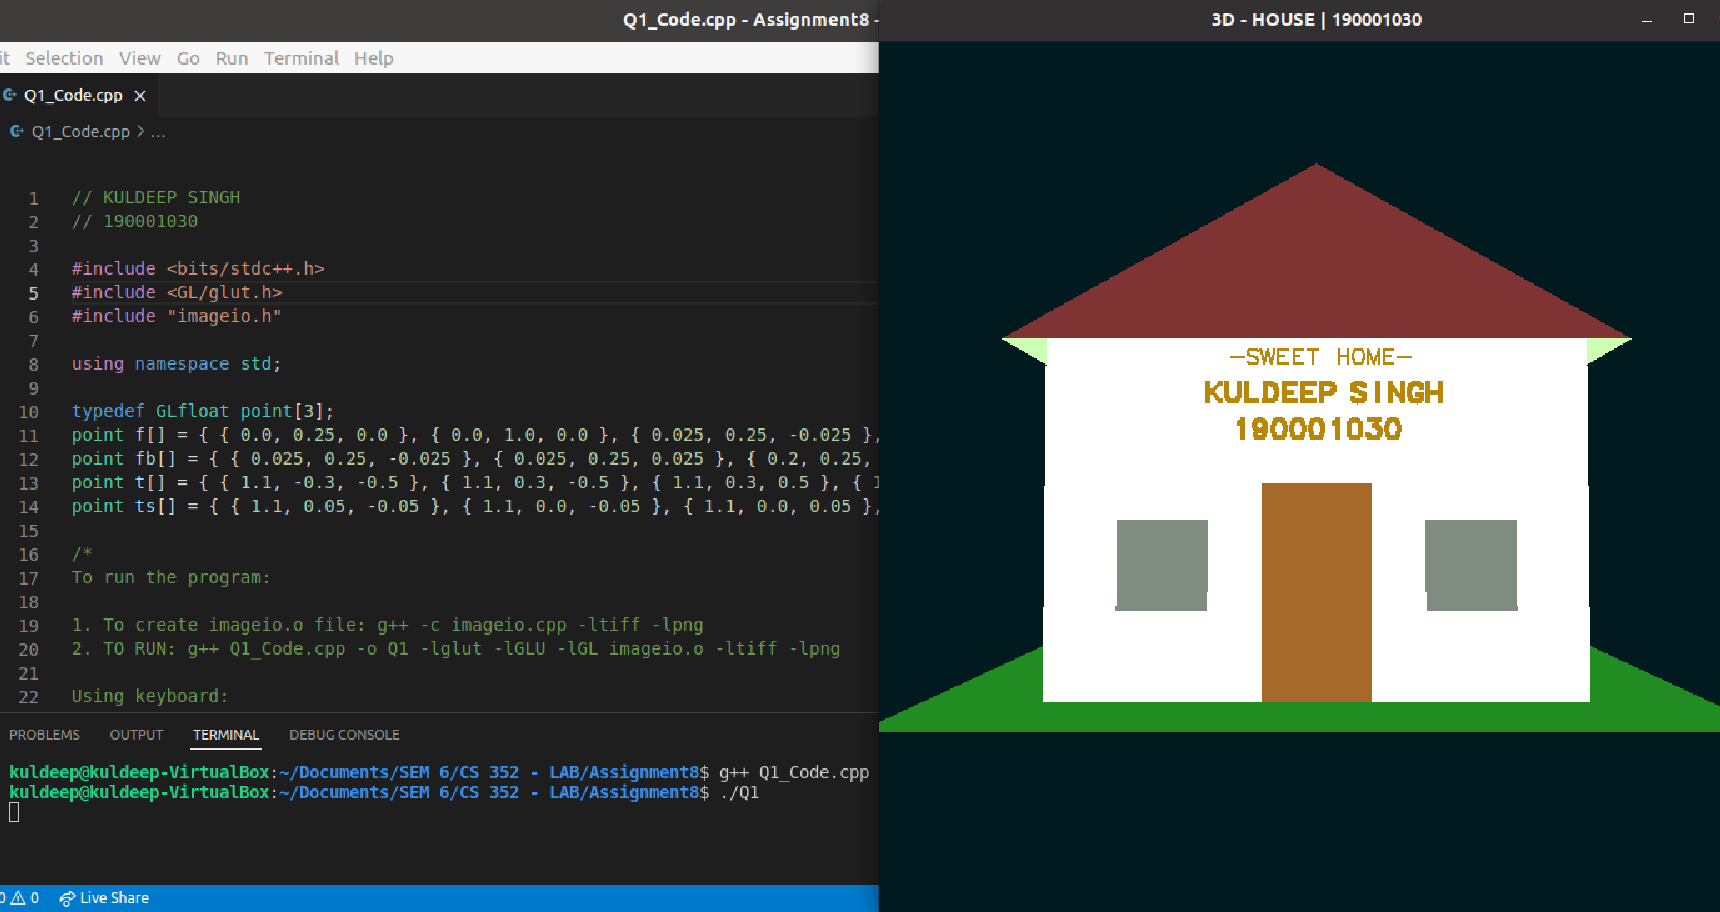 Q1_Code.cpp - Assignment8 -
it Selection View Go Run Terminal Help
Q1_Code.cpp ×
Q1_Code.cpp > ...
1 // KULDEEP SINGH
2 // 190001030
3
4 #include <bits/stdc++.h>
5 #include <GL/glut.h>
6 #include "imageio.h"
7
8 using namespace std;
9
10 typedef GLfloat point[3];
11 point f[] = { { 0.0, 0.25, 0.0 }, { 0.0, 1.0, 0.0 }, { 0.025, 0.25, -0.025 },
12 point fb[] = { { 0.025, 0.25, -0.025 }, { 0.025, 0.25, 0.025 }, { 0.2, 0.25,
13 point t[] = { { 1.1, -0.3, -0.5 }, { 1.1, 0.3, -0.5 }, { 1.1, 0.3, 0.5 }, { 1
14 point ts[] = { { 1.1, 0.05, -0.05 }, { 1.1, 0.0, -0.05 }, { 1.1, 0.0, 0.05 },
15
16 /*
17 To run the program:
18
19 1. To create imageio.o file: g++ -c imageio.cpp -ltiff -lpng
20 2. TO RUN: g++ Q1_Code.cpp -o Q1 -lglut -lGLU -lGL imageio.o -ltiff -lpng
21
22 Using keyboard:
PROBLEMS OUTPUT TERMINAL DEBUG CONSOLE
kuldeep@kuldeep-VirtualBox:~/Documents/SEM 6/CS 352 - LAB/Assignment8$ g++ Q1_Code.cpp
kuldeep@kuldeep-VirtualBox:~/Documents/SEM 6/CS 352 - LAB/Assignment8$ ./Q1
0 0 Live Share
3D - HOUSE | 190001030
—SWEET HOME—
KULDEEP SINGH
190001030